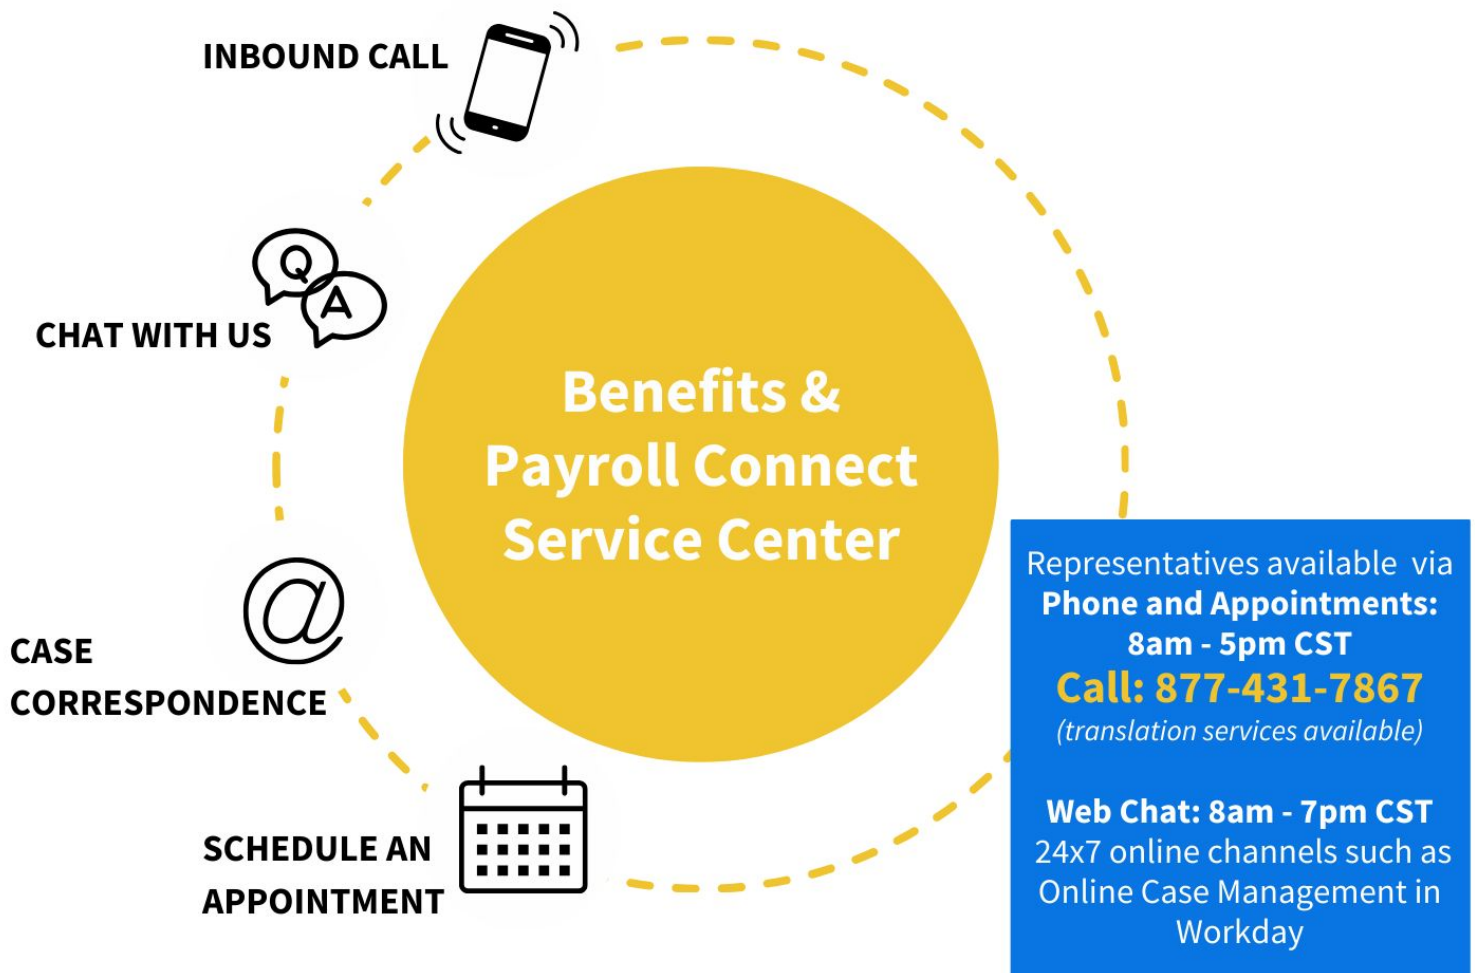 INBOUND CALL
Q
A
CHAT WITH US
Benefits &
Payroll Connect
Service Center
@
CASE
CORRESPONDENCE
SCHEDULE AN
APPOINTMENT
Representatives available via
Phone and Appointments:
8am - 5pm CST
Call: 877-431-7867
(translation services available)
Web Chat: 8am - 7pm CST
24x7 online channels such as
Online Case Management in
Workday